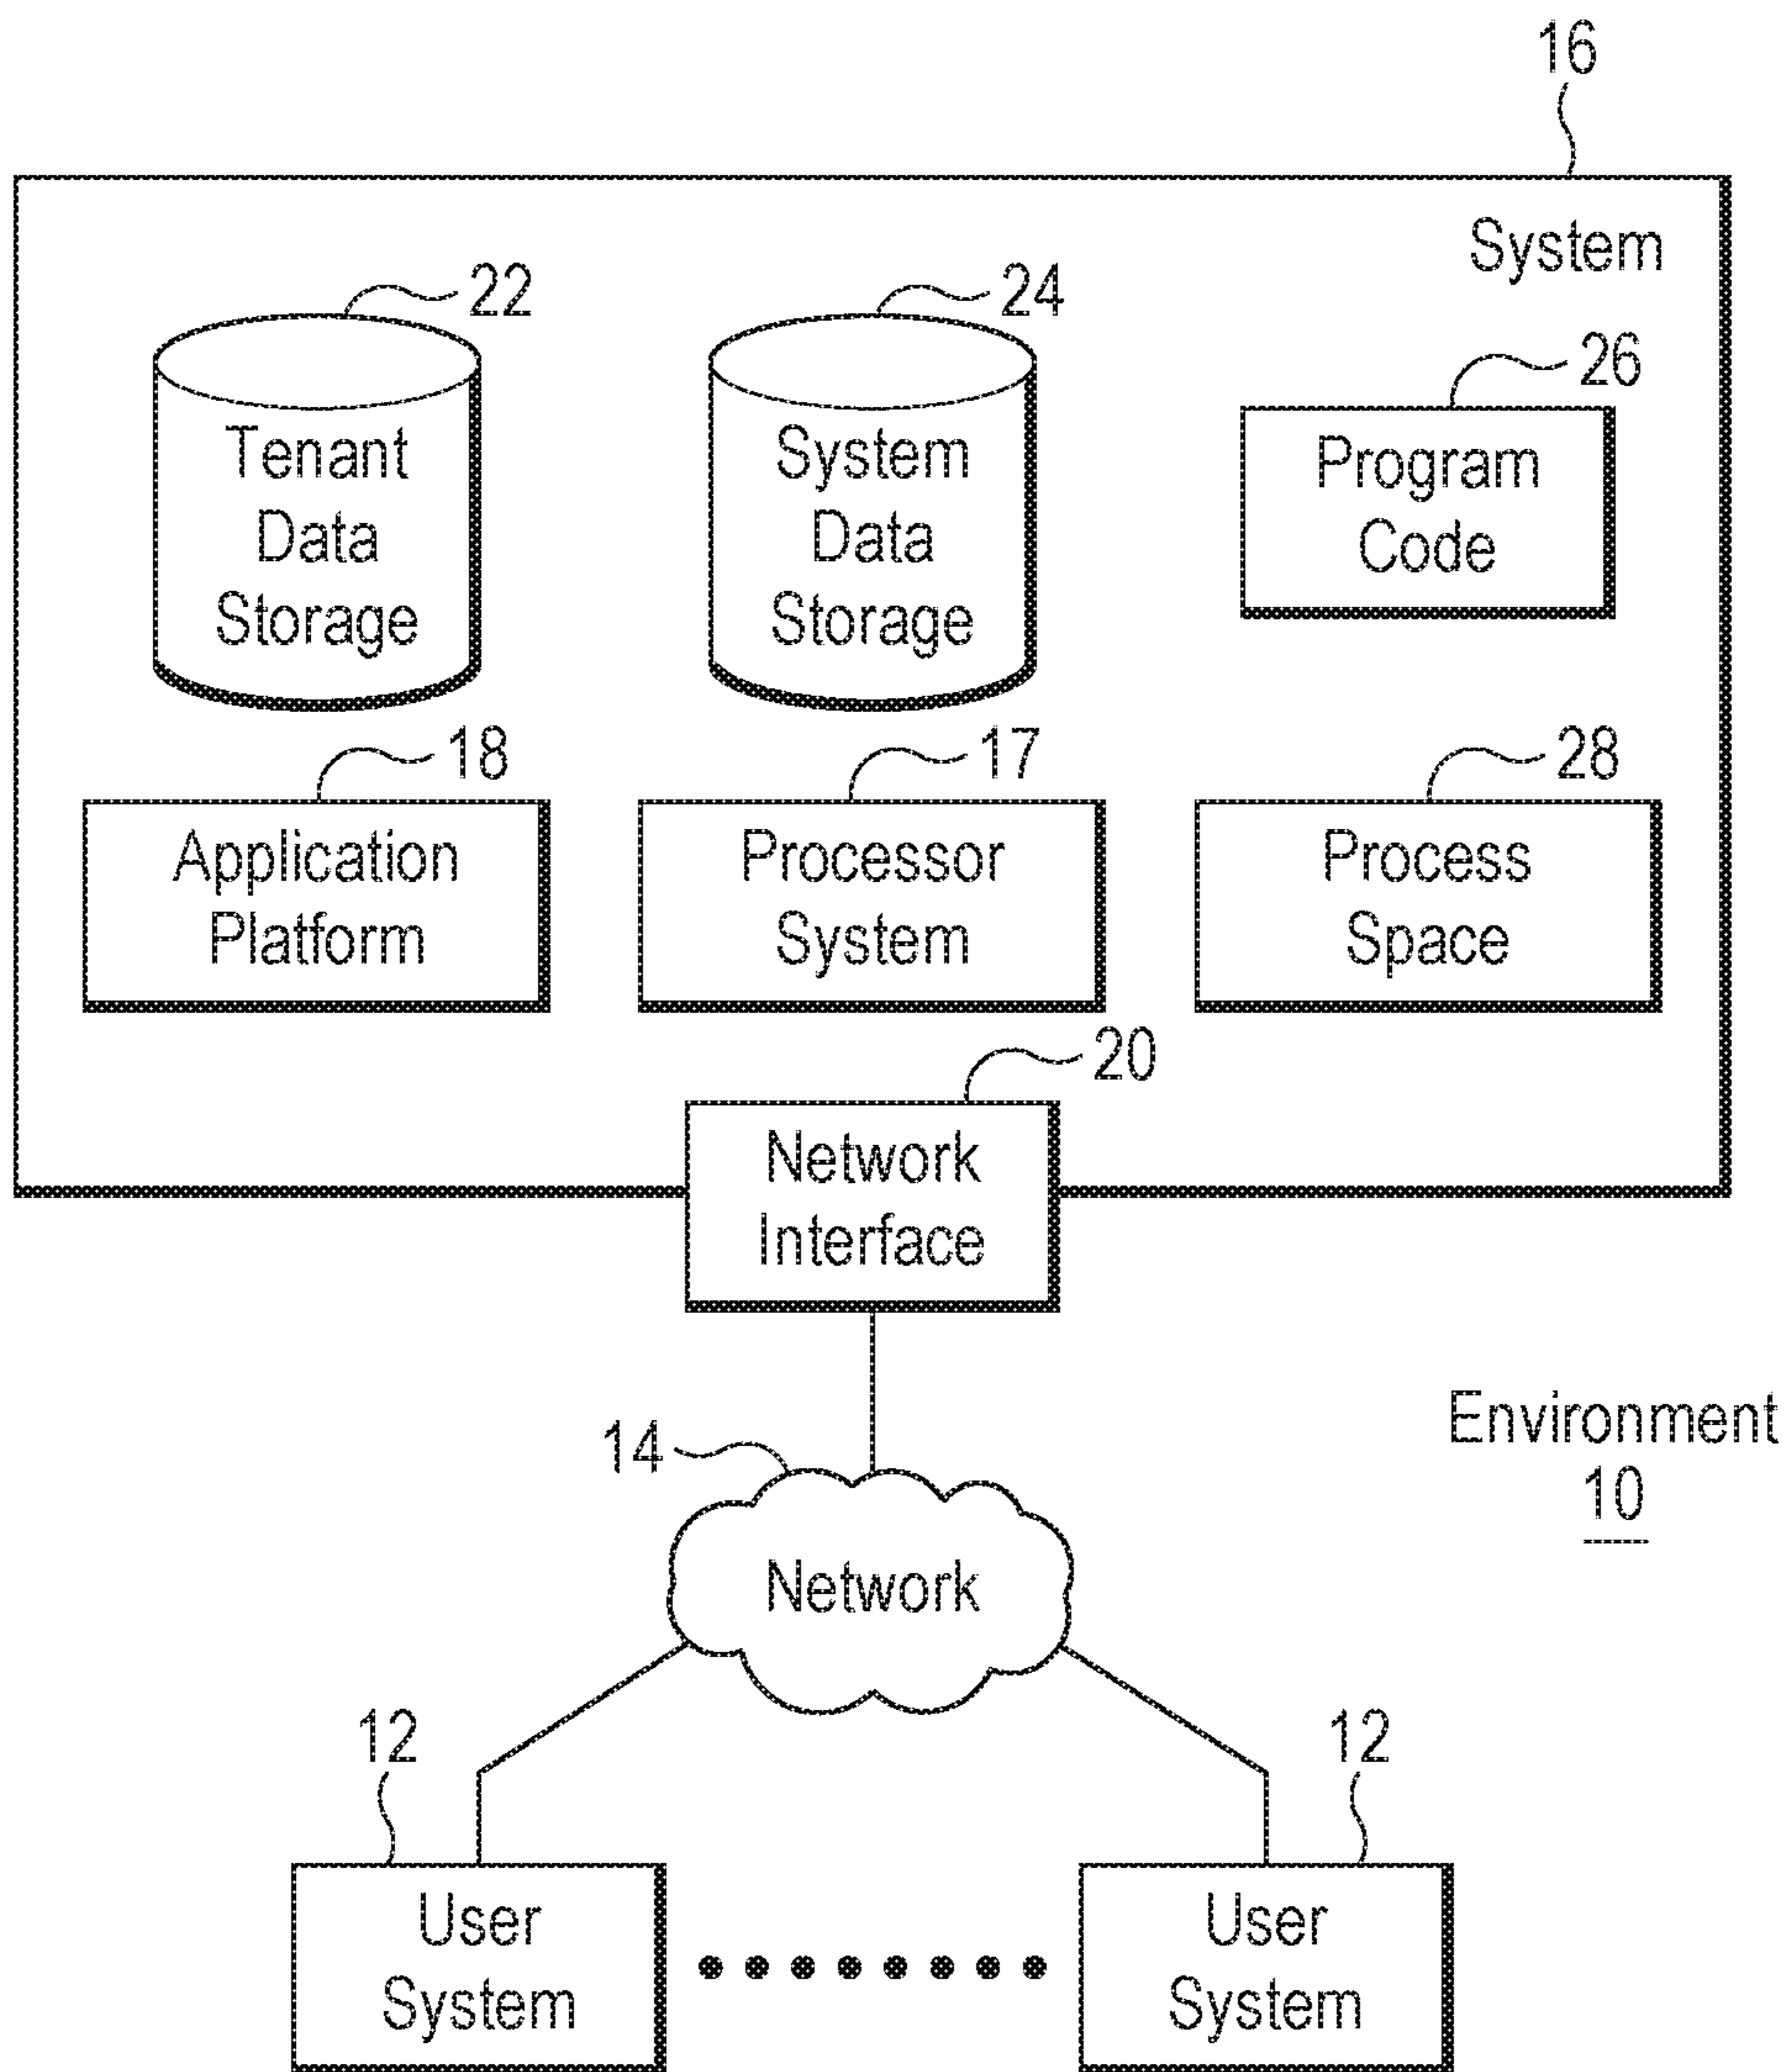 16
System
22
24
26
Tenant
Data
Storage
System
Data
Storage
Program
Code
18
17
28
Application
Platform
Processor
System
Process
Space
20
Network
Interface
14
Environment
10
Network
12
12
User
System
User
System